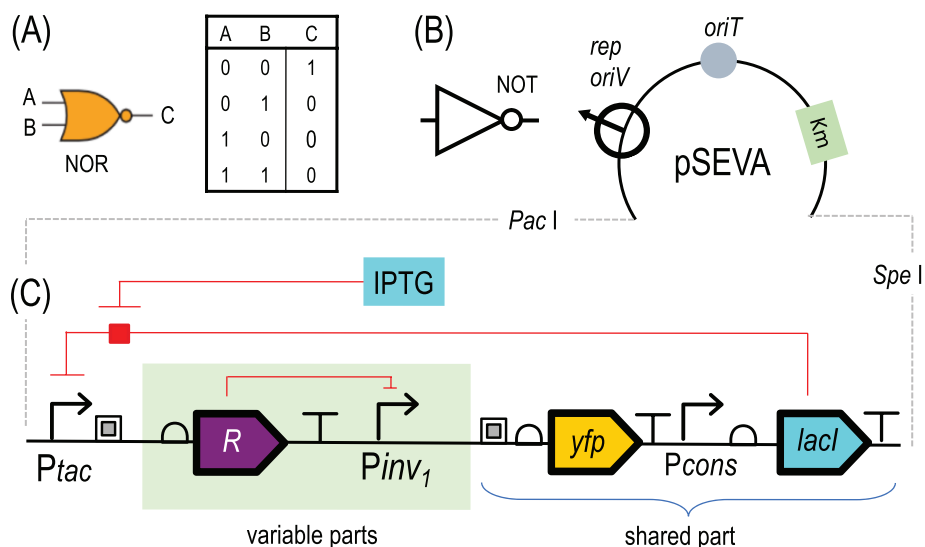 (A)
A B C
0 0 1
0 1 0
1 0 0
1 1 0
A
B
C
NOR
(B)
NOT
rep
oriV
oriT
Km
pSEVA
Pac I
Spe I
(C)
IPTG
R
yfp
lacI
Ptac
Pinv1
Pcons
variable parts
shared part